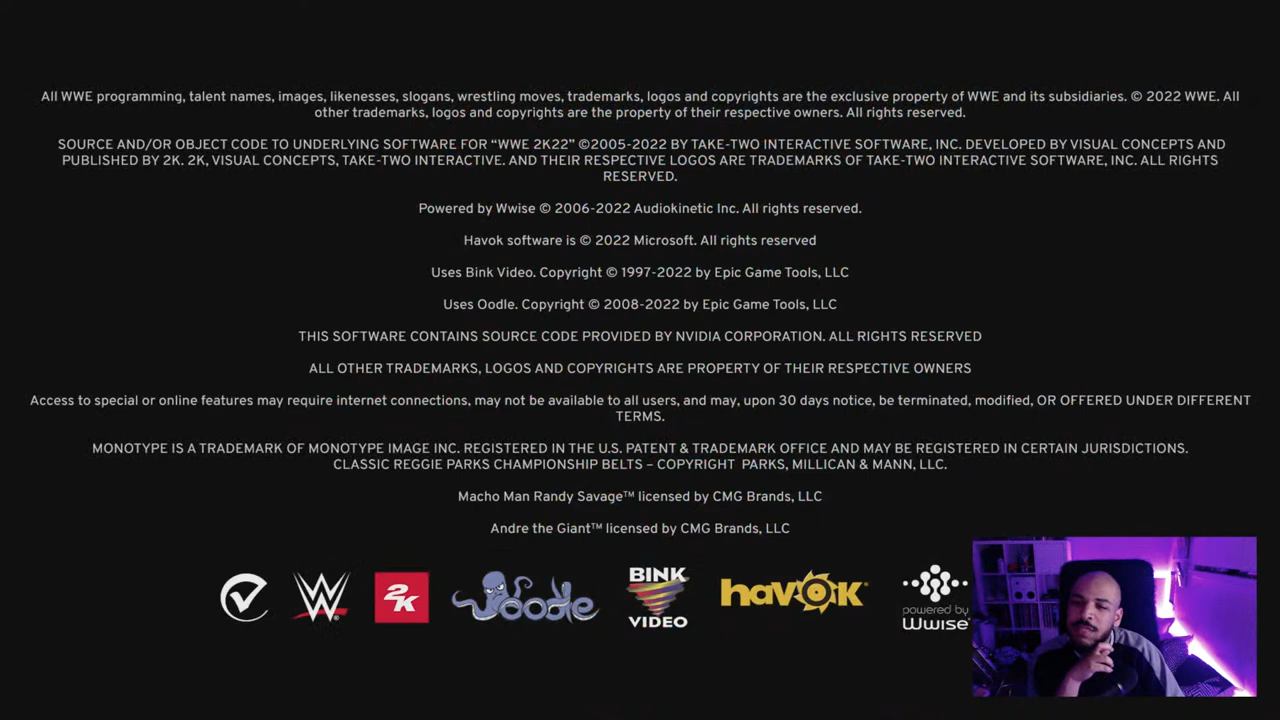 All WWE programming, talent names, images, likenesses, slogans, wrestling moves, trademarks, logos and copyrights are the exclusive property of WWE and its subsidiaries. © 2022 WWE. All
other trademarks, logos and copyrights are the property of their respective owners. All rights reserved.
SOURCE AND/OR OBJECT CODE TO UNDERLYING SOFTWARE FOR “WWE 2K22” ©2005-2022 BY TAKE-TWO INTERACTIVE SOFTWARE, INC. DEVELOPED BY VISUAL CONCEPTS AND
PUBLISHED BY 2K. 2K, VISUAL CONCEPTS, TAKE-TWO INTERACTIVE. AND THEIR RESPECTIVE LOGOS ARE TRADEMARKS OF TAKE-TWO INTERACTIVE SOFTWARE, INC. ALL RIGHTS
RESERVED.
Powered by Wwise © 2006-2022 Audiokinetic Inc. All rights reserved.
Havok software is © 2022 Microsoft. All rights reserved
Uses Bink Video. Copyright © 1997-2022 by Epic Game Tools, LLC
Uses Oodle. Copyright © 2008-2022 by Epic Game Tools, LLC
THIS SOFTWARE CONTAINS SOURCE CODE PROVIDED BY NVIDIA CORPORATION. ALL RIGHTS RESERVED
ALL OTHER TRADEMARKS, LOGOS AND COPYRIGHTS ARE PROPERTY OF THEIR RESPECTIVE OWNERS
Access to special or online features may require internet connections, may not be available to all users, and may, upon 30 days notice, be terminated, modified, OR OFFERED UNDER DIFFERENT
TERMS.
MONOTYPE IS A TRADEMARK OF MONOTYPE IMAGE INC. REGISTERED IN THE U.S. PATENT & TRADEMARK OFFICE AND MAY BE REGISTERED IN CERTAIN JURISDICTIONS.
CLASSIC REGGIE PARKS CHAMPIONSHIP BELTS – COPYRIGHT PARKS, MILLICAN & MANN, LLC.
Macho Man Randy Savage™ licensed by CMG Brands, LLC
Andre the Giant™ licensed by CMG Brands, LLC
W 2K oodle BINK VIDEO havok powered by Wwise